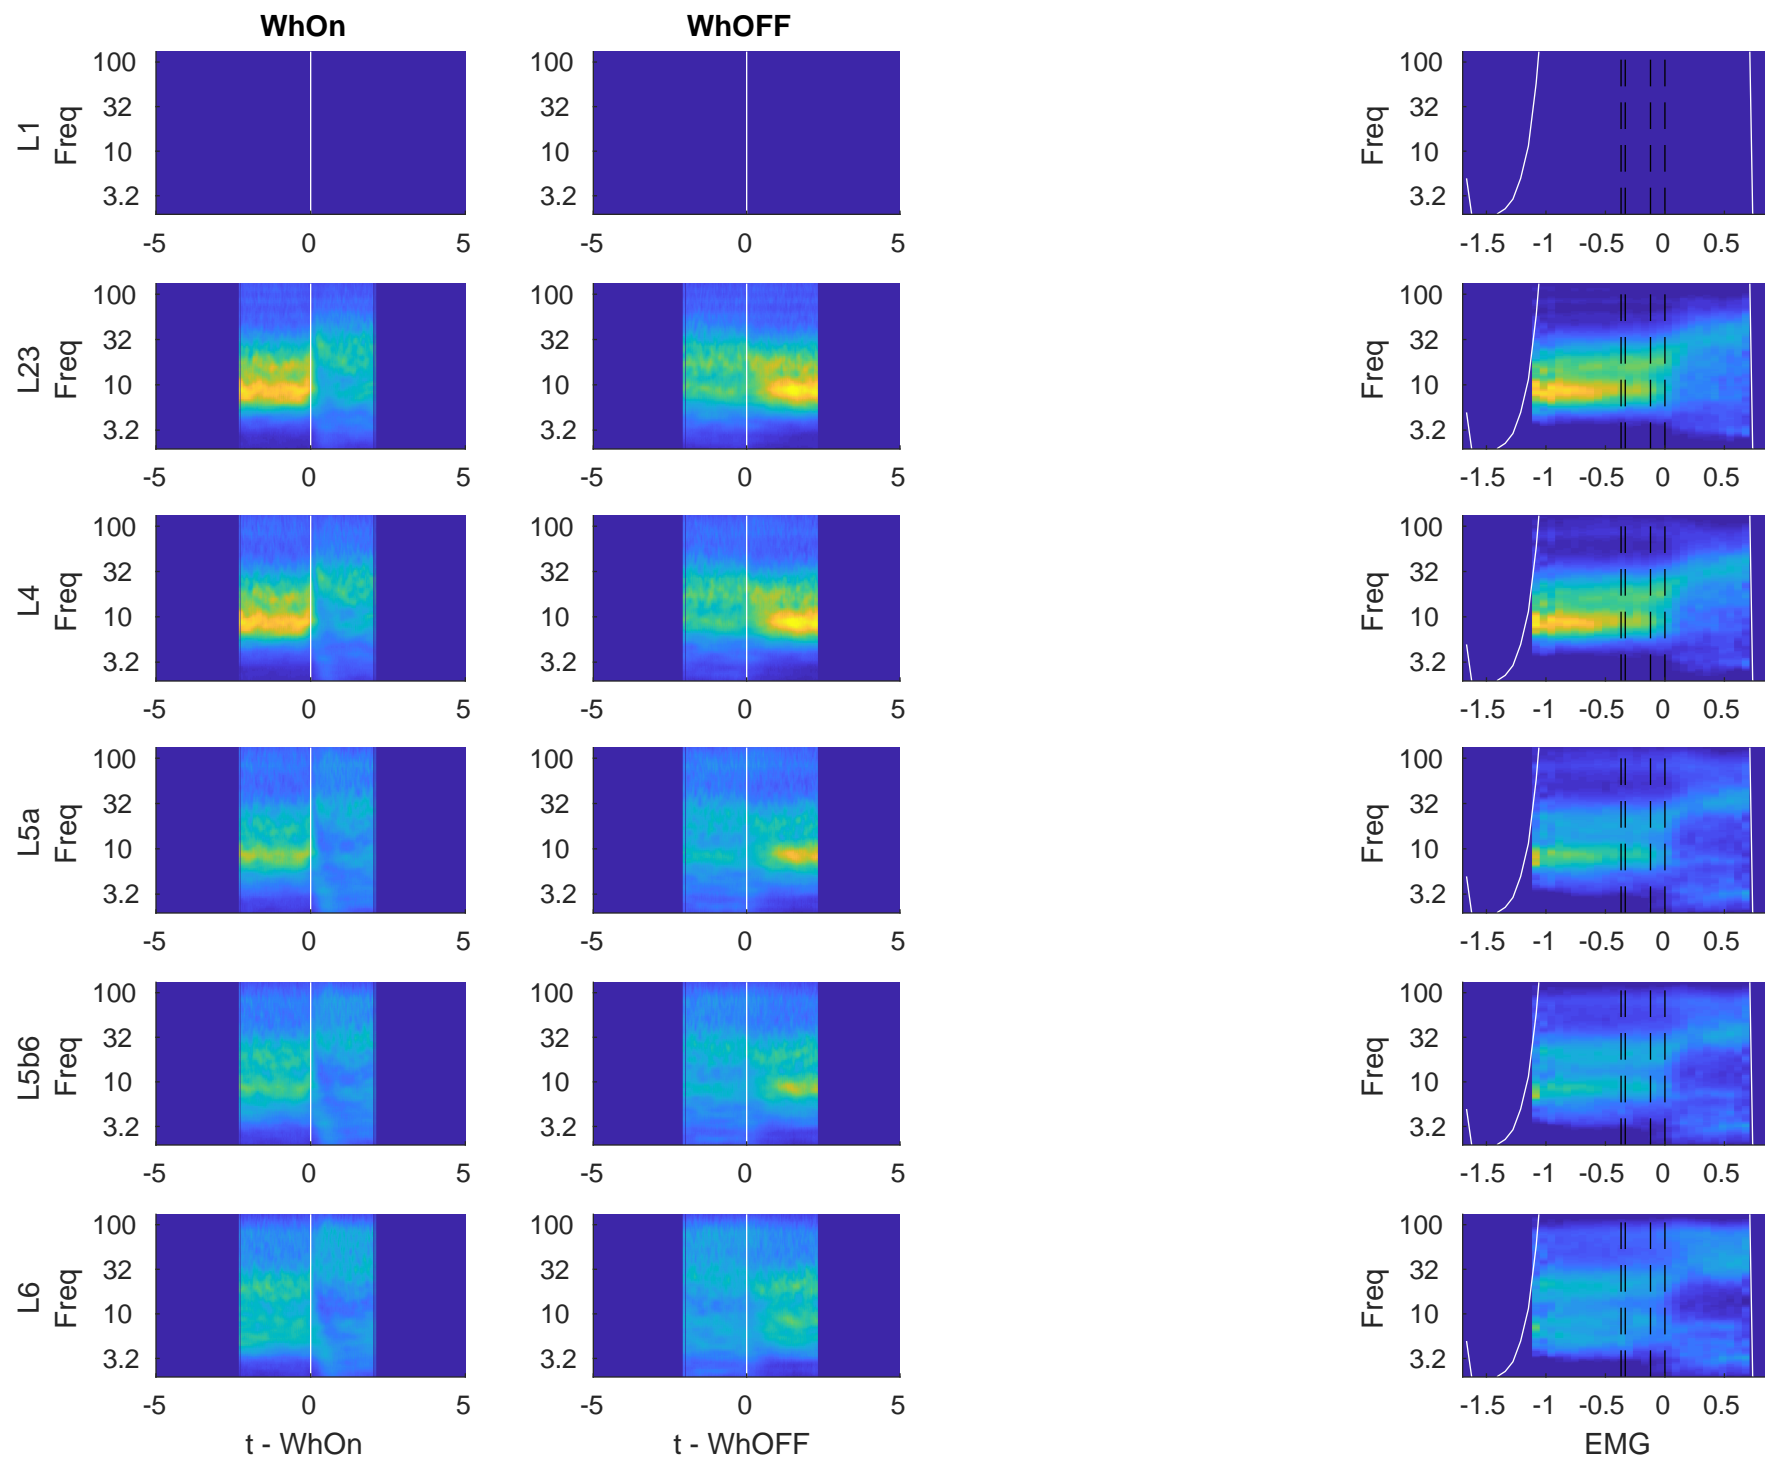 WhOn WhOFF
L1 Freq 100 32 10 3.2 100 32 10 3.2 Freq 100 32 10 3.2
-5 0 5 -5 0 5 -1.5 -1 -0.5 0 0.5
L23 Freq 100 32 10 3.2 100 32 10 3.2 Freq 100 32 10 3.2
-5 0 5 -5 0 5 -1.5 -1 -0.5 0 0.5
L4 Freq 100 32 10 3.2 100 32 10 3.2 Freq 100 32 10 3.2
-5 0 5 -5 0 5 -1.5 -1 -0.5 0 0.5
L5a Freq 100 32 10 3.2 100 32 10 3.2 Freq 100 32 10 3.2
-5 0 5 -5 0 5 -1.5 -1 -0.5 0 0.5
L5b6 Freq 100 32 10 3.2 100 32 10 3.2 Freq 100 32 10 3.2
-5 0 5 -5 0 5 -1.5 -1 -0.5 0 0.5
L6 Freq 100 32 10 3.2 100 32 10 3.2 Freq 100 32 10 3.2
-5 0 5 -5 0 5 -1.5 -1 -0.5 0 0.5
t - WhOn t - WhOFF EMG